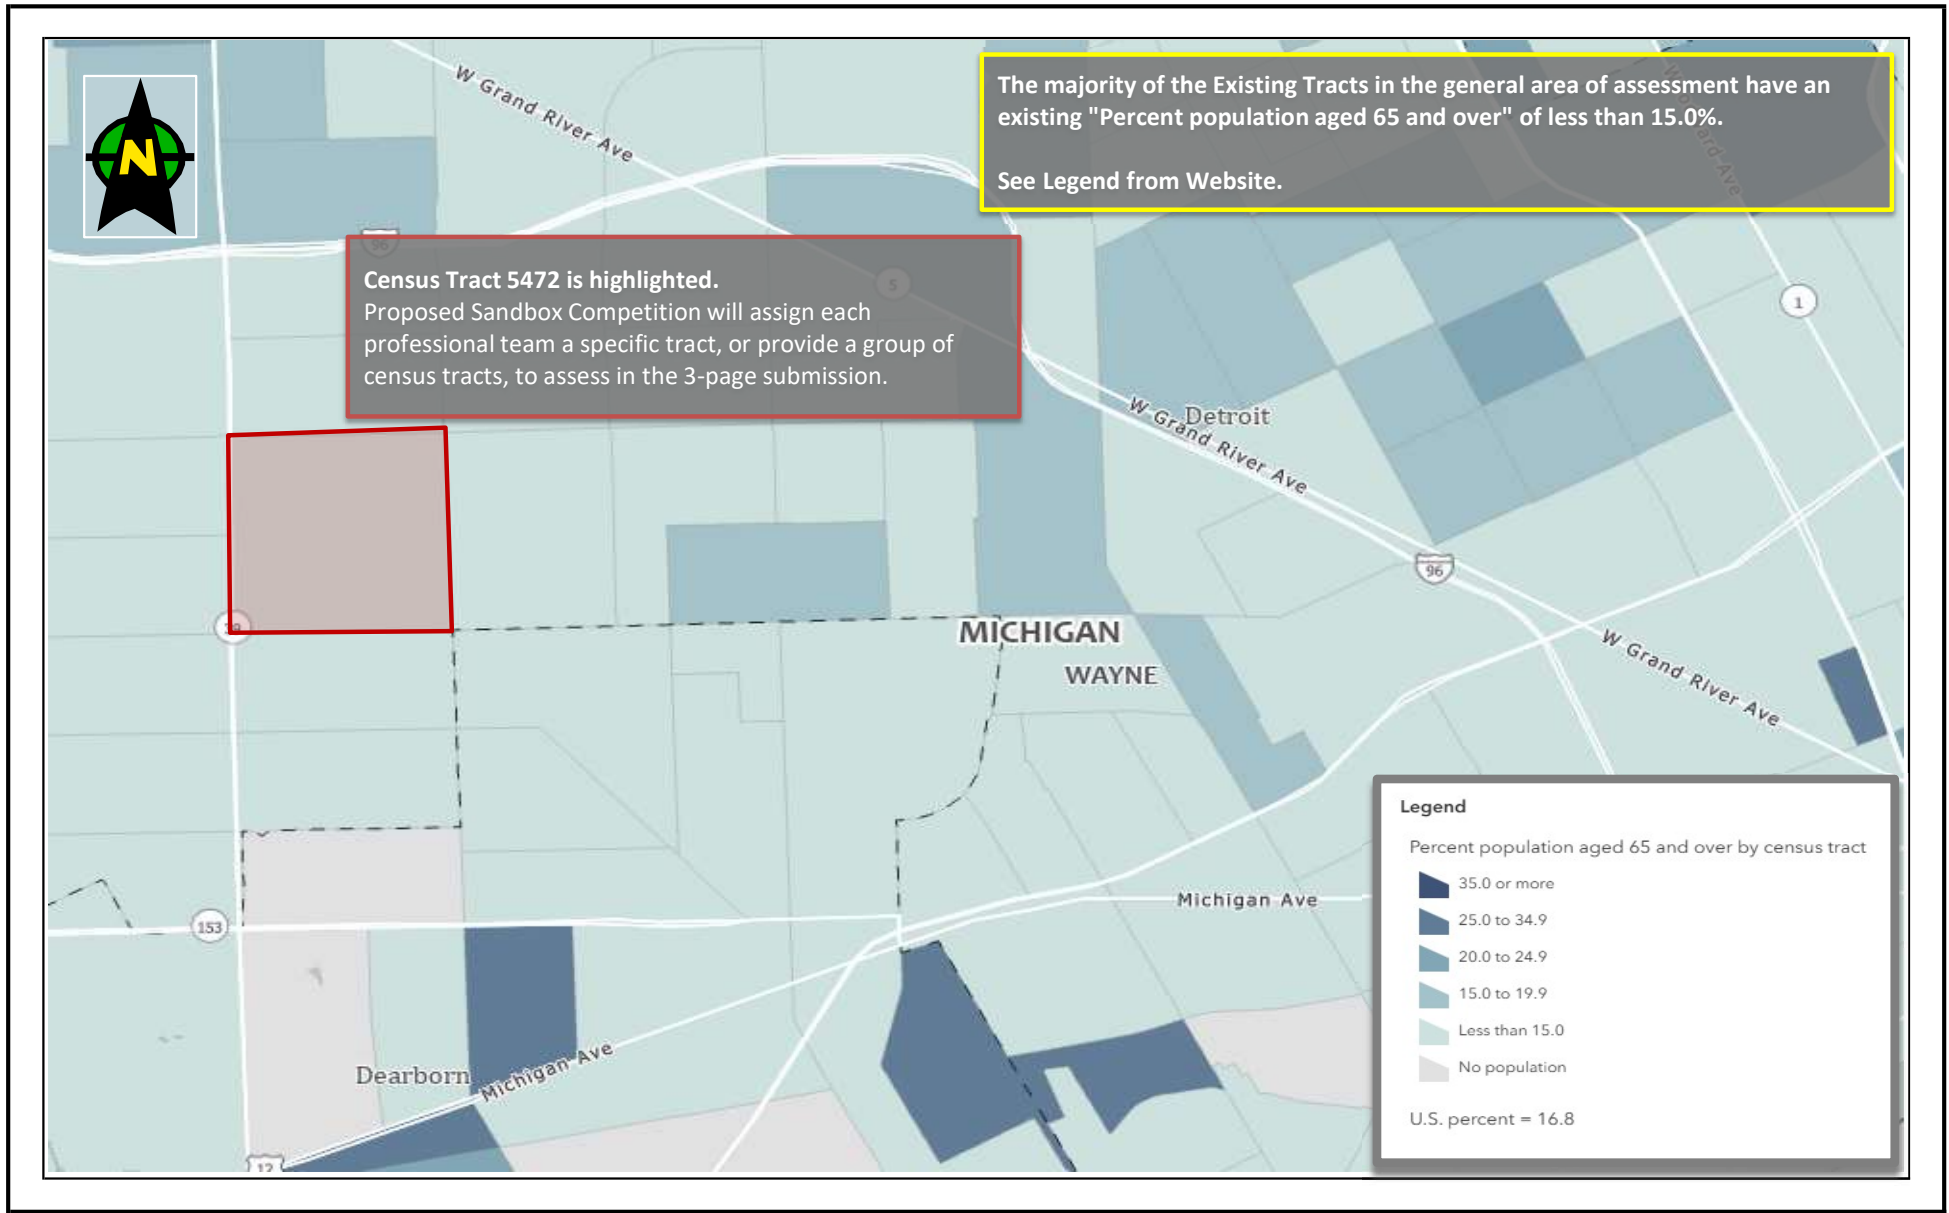 N
W Grand River Ave
The majority of the Existing Tracts in the general area of assessment have an
existing "Percent population aged 65 and over" of less than 15.0%.
See Legend from Website.
96
Census Tract 5472 is highlighted.
Proposed Sandbox Competition will assign each
professional team a specific tract, or provide a group of
census tracts, to assess in the 3-page submission.
5
1
Detroit
W Grand River Ave
96
39
MICHIGAN
WAYNE
W Grand River Ave
153
Michigan Ave
Dearborn
Michigan Ave
12
Legend
Percent population aged 65 and over by census tract
35.0 or more
25.0 to 34.9
20.0 to 24.9
15.0 to 19.9
Less than 15.0
No population
U.S. percent = 16.8